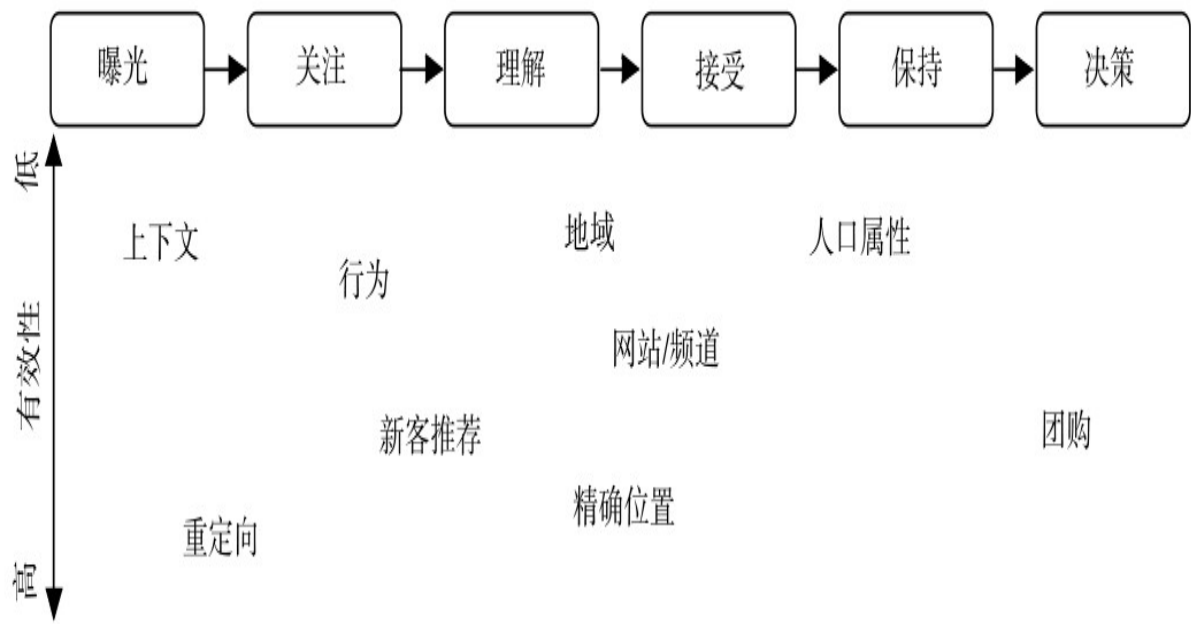 曝光
关注
理解
接受
保持
决策
低
有效性
高
上下文
地域
人口属性
行为
网站/频道
新客推荐
团购
精确位置
重定向